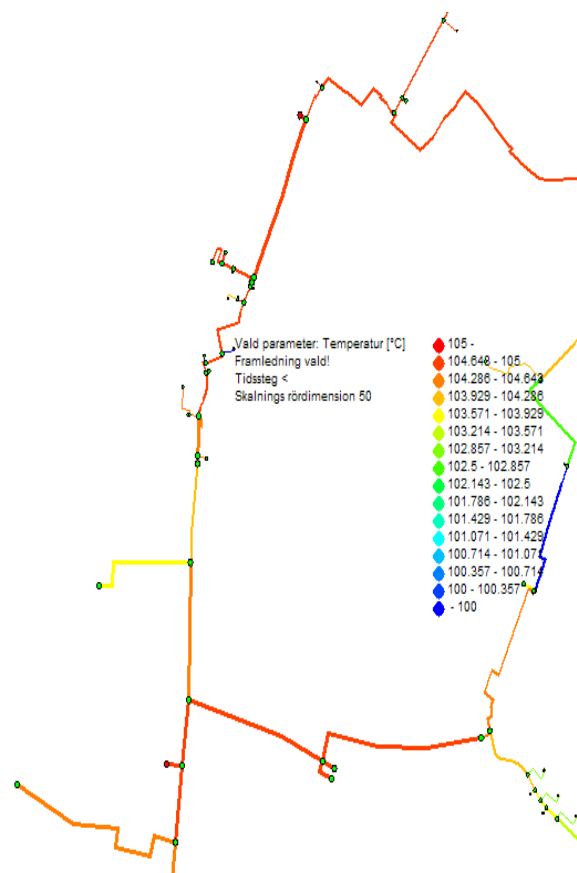 Vald parameter: Temperatur [°C]
Framledning vald!
Tidssteg <
Skalnings rördimension 50
105 -
104.643 - 105
104.286 - 104.643
103.929 - 104.286
103.571 - 103.929
103.214 - 103.571
102.857 - 103.214
102.5 - 102.857
102.143 - 102.5
101.786 - 102.143
101.429 - 101.786
101.071 - 101.429
100.714 - 101.071
100.357 - 100.714
100 - 100.357
- 100